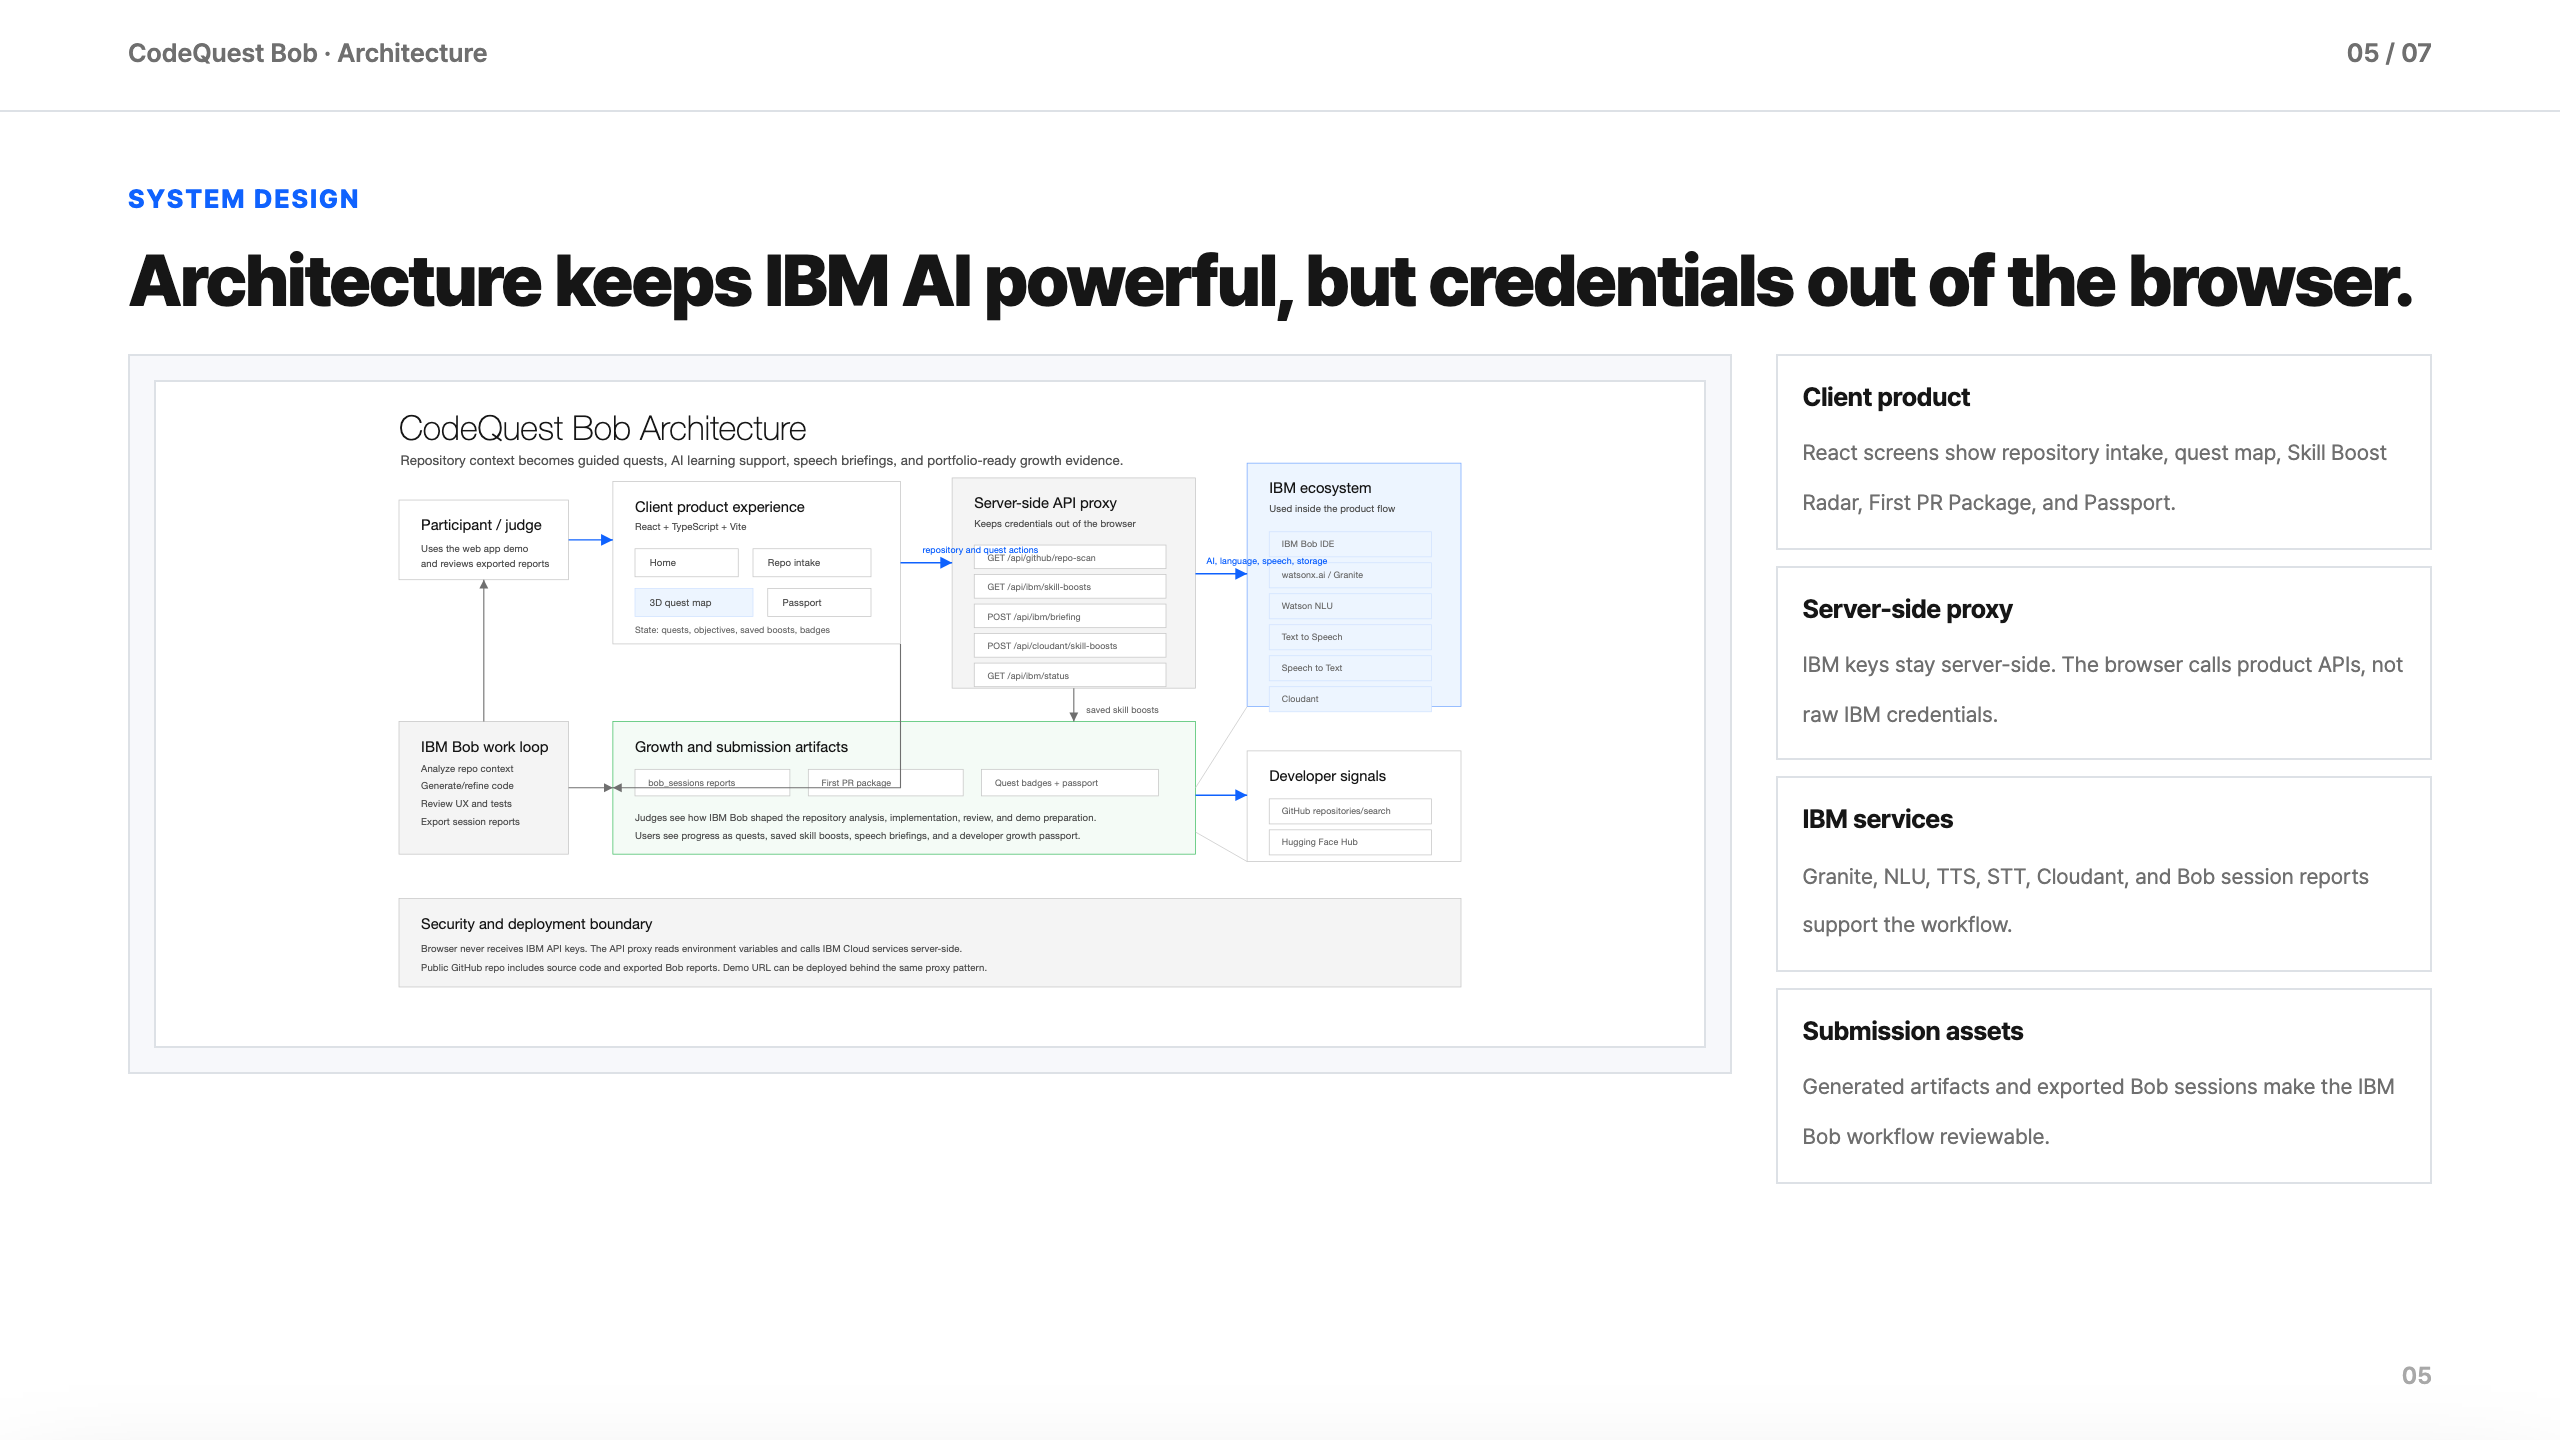 CodeQuest Bob · Architecture
05 / 07
SYSTEM DESIGN
Architecture keeps IBM AI powerful, but credentials out of the browser.
CodeQuest Bob Architecture
Repository context becomes guided quests, AI learning support, speech briefings, and portfolio-ready growth evidence.
Participant / judge
Uses the web app demo
and reviews exported reports
Client product experience
React + TypeScript + Vite
Home
Repo intake
3D quest map
Passport
State: quests, objectives, saved boosts, badges
repository and quest actions
Server-side API proxy
Keeps credentials out of the browser
GET /api/github/repo-scan
GET /api/ibm/skill-boosts
POST /api/ibm/briefing
POST /api/cloudant/skill-boosts
GET /api/ibm/status
saved skill boosts
AI, language, speech, storage
IBM ecosystem
Used inside the product flow
IBM Bob IDE
watsonx.ai / Granite
Watson NLU
Text to Speech
Speech to Text
Cloudant
IBM Bob work loop
Analyze repo context
Generate/refine code
Review UX and tests
Export session reports
Growth and submission artifacts
bob_sessions reports
First PR package
Quest badges + passport
Judges see how IBM Bob shaped the repository analysis, implementation, review, and demo preparation.
Users see progress as quests, saved skill boosts, speech briefings, and a developer growth passport.
Developer signals
GitHub repositories/search
Hugging Face Hub
Security and deployment boundary
Browser never receives IBM API keys. The API proxy reads environment variables and calls IBM Cloud services server-side.
Public GitHub repo includes source code and exported Bob reports. Demo URL can be deployed behind the same proxy pattern.
Client product
React screens show repository intake, quest map, Skill Boost
Radar, First PR Package, and Passport.
Server-side proxy
IBM keys stay server-side. The browser calls product APIs, not
raw IBM credentials.
IBM services
Granite, NLU, TTS, STT, Cloudant, and Bob session reports
support the workflow.
Submission assets
Generated artifacts and exported Bob sessions make the IBM
Bob workflow reviewable.
05